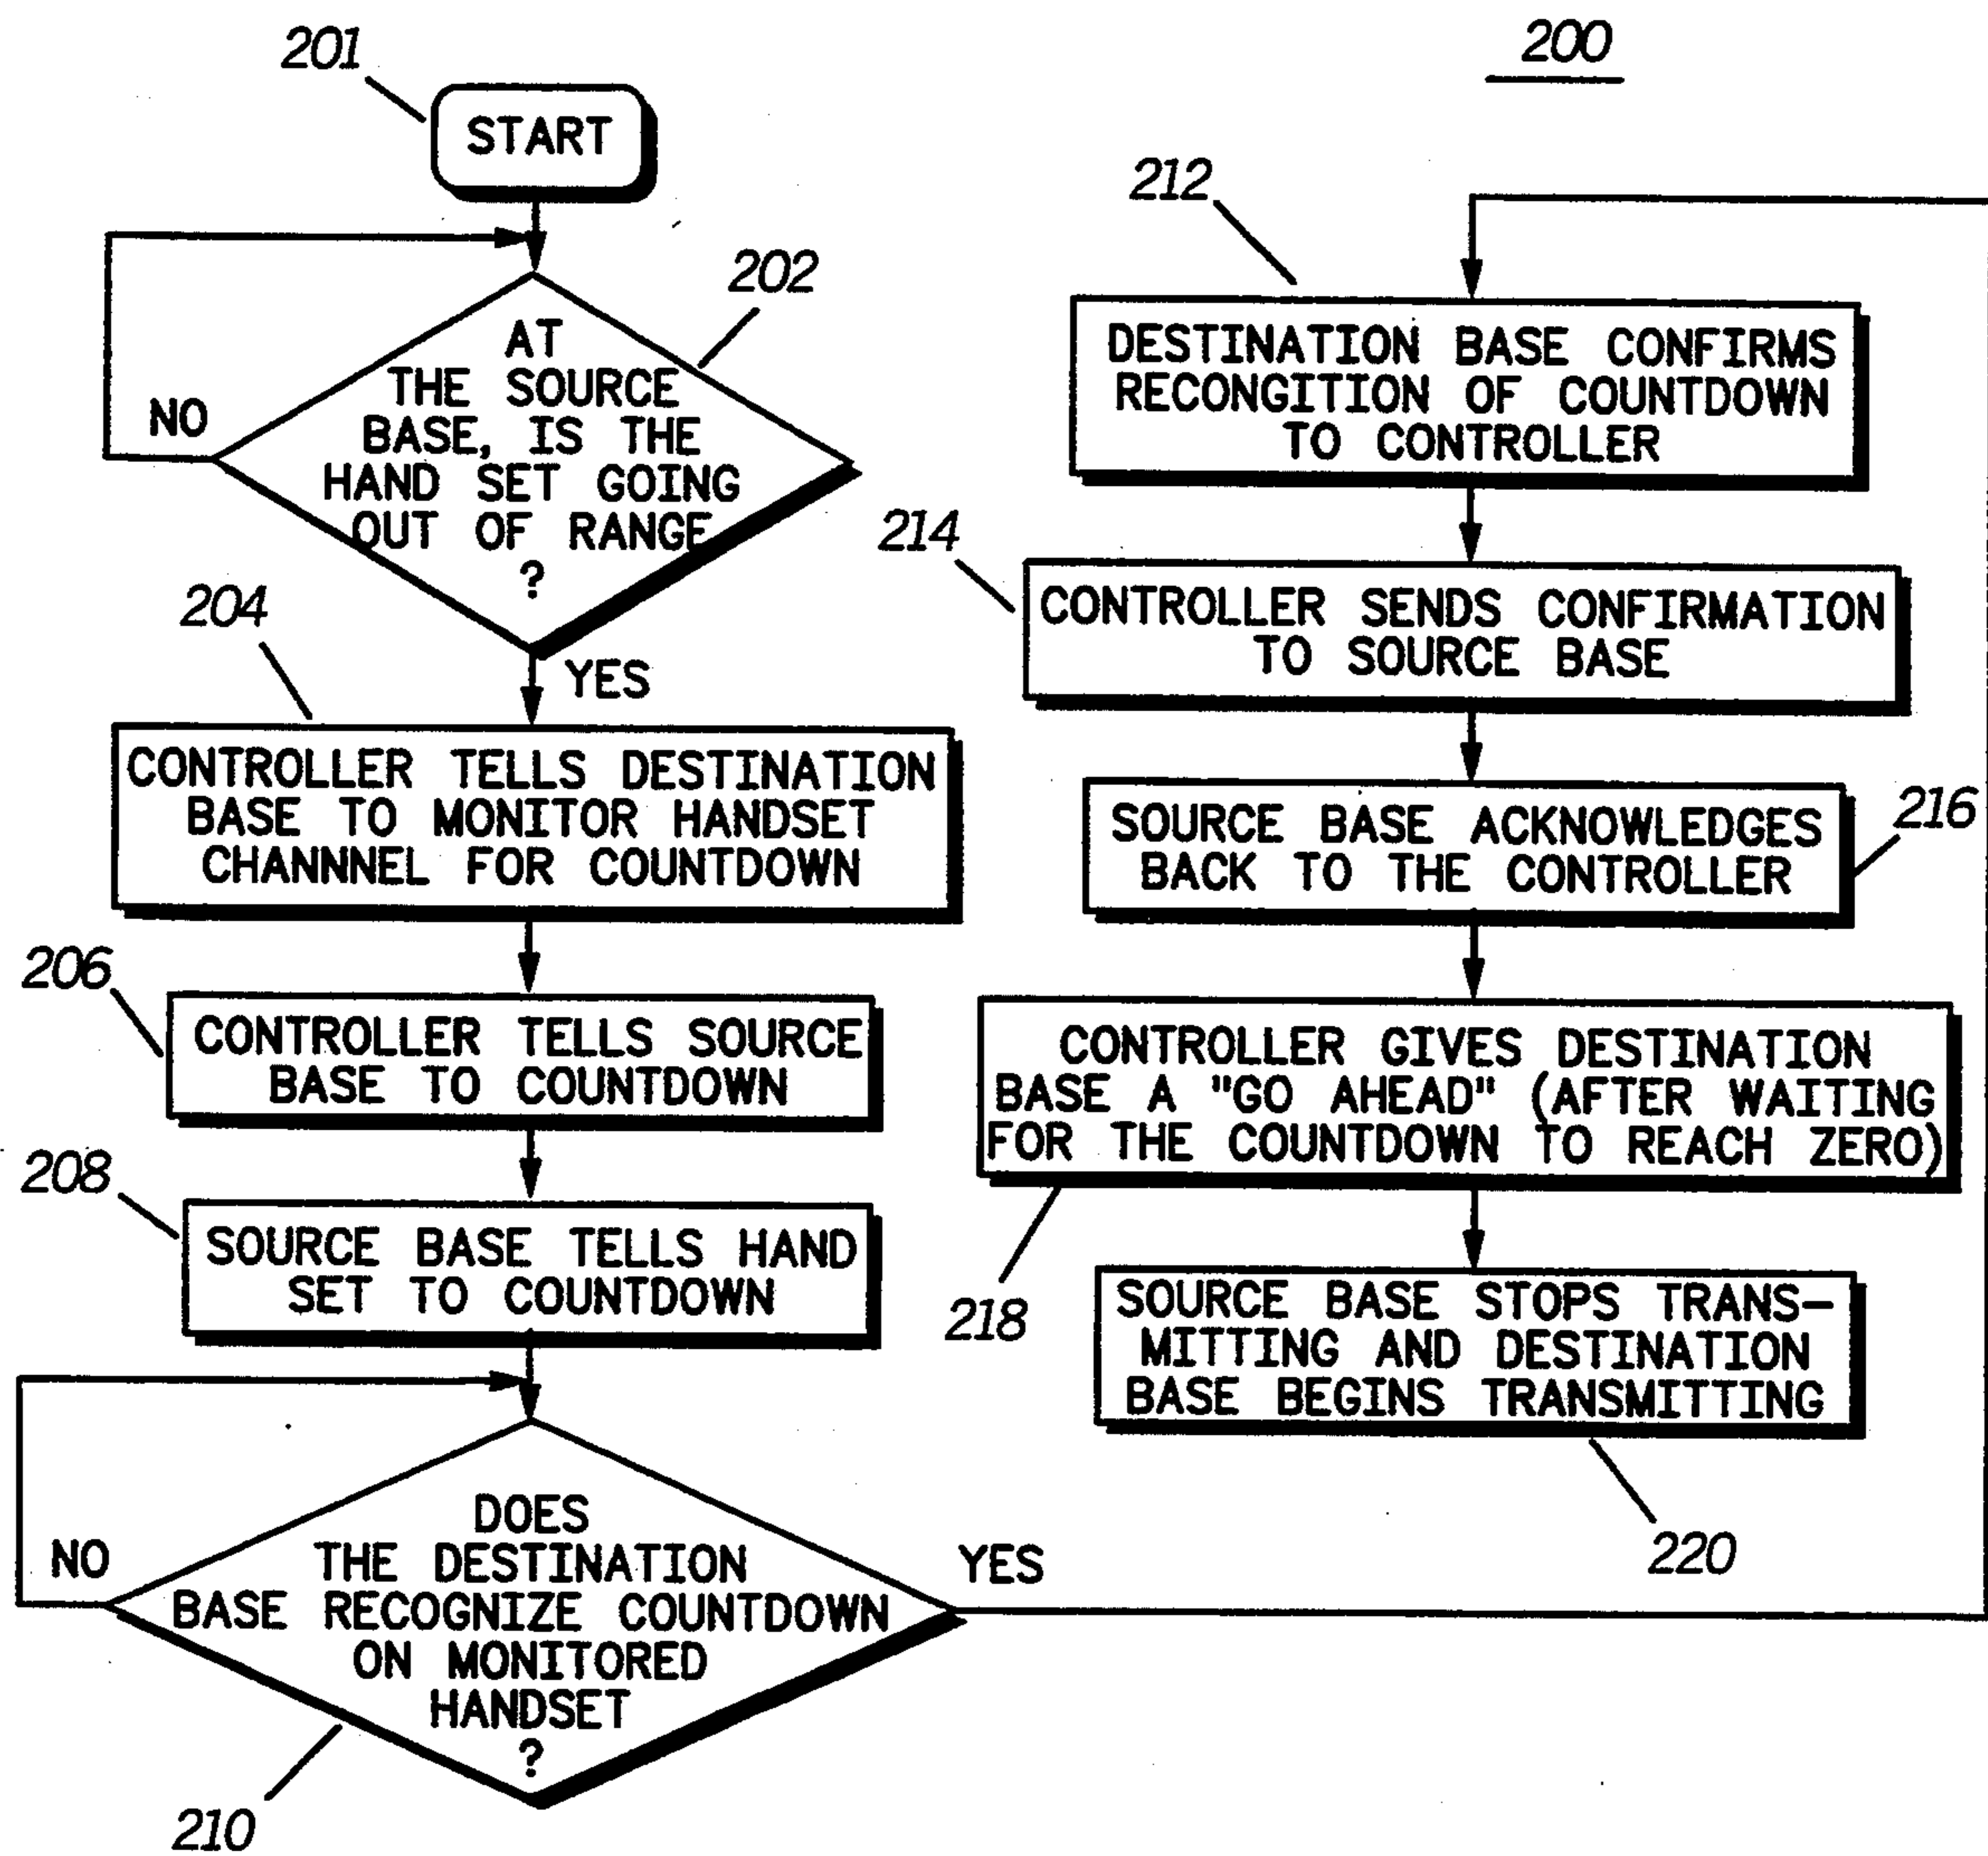 200
201
START
202
AT
THE SOURCE
BASE, IS THE
HAND SET GOING
OUT OF RANGE
?
NO
YES
204
CONTROLLER TELLS DESTINATION
BASE TO MONITOR HANDSET
CHANNNEL FOR COUNTDOWN
206
CONTROLLER TELLS SOURCE
BASE TO COUNTDOWN
208
SOURCE BASE TELLS HAND
SET TO COUNTDOWN
DOES
THE DESTINATION
BASE RECOGNIZE COUNTDOWN
ON MONITORED
HANDSET
?
NO
YES
210
212
DESTINATION BASE CONFIRMS
RECONGITION OF COUNTDOWN
TO CONTROLLER
214
CONTROLLER SENDS CONFIRMATION
TO SOURCE BASE
216
SOURCE BASE ACKNOWLEDGES
BACK TO THE CONTROLLER
CONTROLLER GIVES DESTINATION
BASE A "GO AHEAD" (AFTER WAITING
FOR THE COUNTDOWN TO REACH ZERO)
218
SOURCE BASE STOPS TRANS-
MITTING AND DESTINATION
BASE BEGINS TRANSMITTING
220